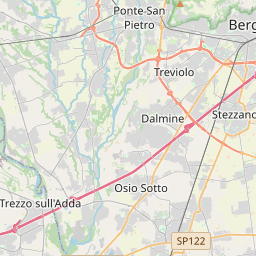 Ponte San
Pietro
Berg
Treviolo
Dalmine
Stezzano
Osio Sotto
Trezzo sull'Adda
SP122